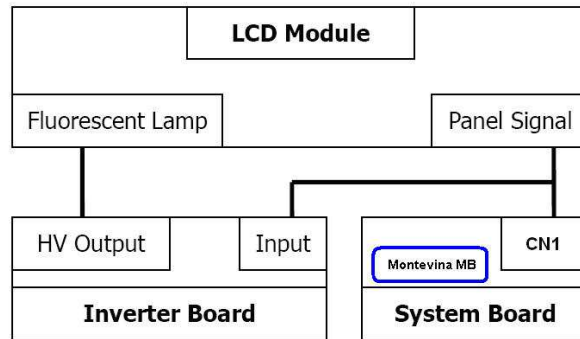 LCD Module
Fluorescent Lamp
Panel Signal
HV Output
Input
CN1
Montevina MB
Inverter Board
System Board